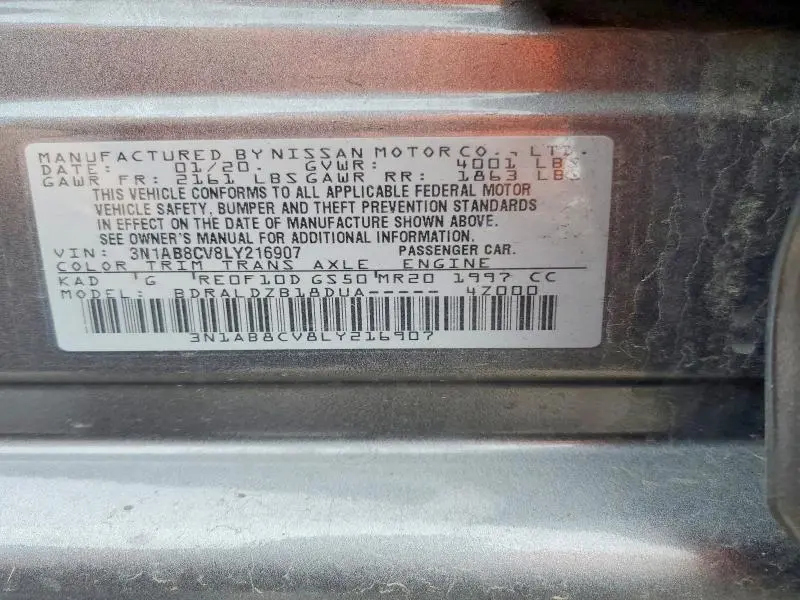 MANUFACTURED BY NISSAN MOTOR CO., LTD.
DATE: 01/20. GVWR: 4001 LBS
GAWR FR: 2161 LBS GAWR RR: 1863 LBS
THIS VEHICLE CONFORMS TO ALL APPLICABLE FEDERAL MOTOR
VEHICLE SAFETY, BUMPER AND THEFT PREVENTION STANDARDS
IN EFFECT ON THE DATE OF MANUFACTURE SHOWN ABOVE.
SEE OWNER'S MANUAL FOR ADDITIONAL INFORMATION.
VIN: 3N1AB8CV8LY216907 PASSENGER CAR.
COLOR TRIM TRANS AXLE ENGINE
KAD G RE0F10D GS50 MR20 1997 CC
MODEL: BDRALDZB18DUA----- 4Z000
3N1AB8CV8LY216907